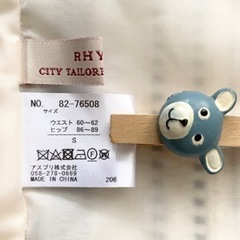 RHY
CITY TAILORE
NO. 82-76508
サイズ
ウエスト 60～62
ヒップ 86～89
S
アスプリ株式会社
058-278-0669
MADE IN CHINA 206